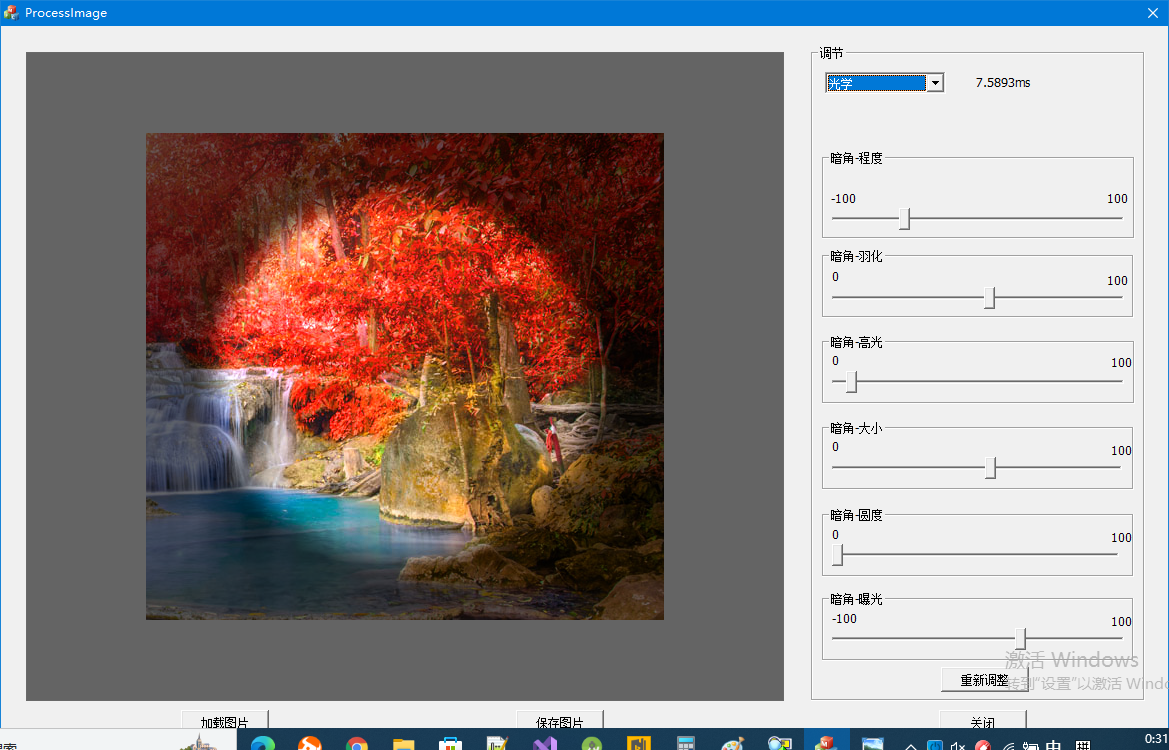 ProcessImage
调节
光学
7.5893ms
暗角-程度
-100
100
暗角-羽化
0
100
暗角-高光
0
100
暗角-大小
0
100
暗角-圆度
0
100
暗角-曝光
-100
100
激活 Windows
转到"设置"以激活 Windo
重新调整
加载图片
保存图片
关闭
搜索
中
0:31